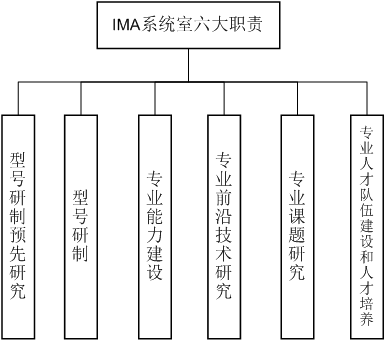 IMA系统室六大职责
型号研制预先研究
型号研制
专业能力建设
专业前沿技术研究
专业课题研究
专业人才队伍建设和人才培养